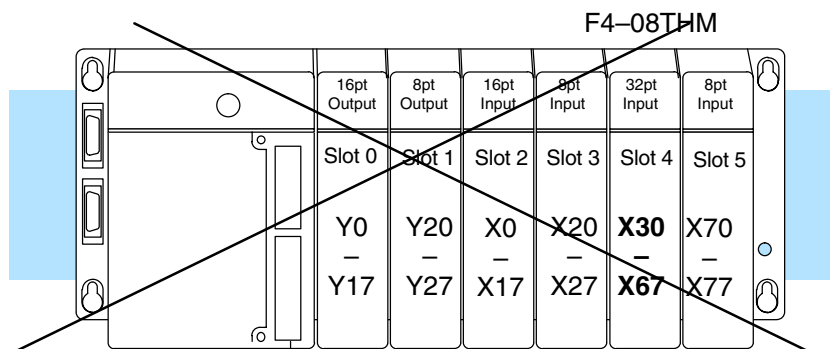 F4–08THM
16pt Output 8pt Output 16pt Input 8pt Input 32pt Input 8pt Input
Slot 0 Slot 1 Slot 2 Slot 3 Slot 4 Slot 5
Y0 – Y17 Y20 – Y27 X0 – X17 X20 – X27 X30 – X67 X70 – X77